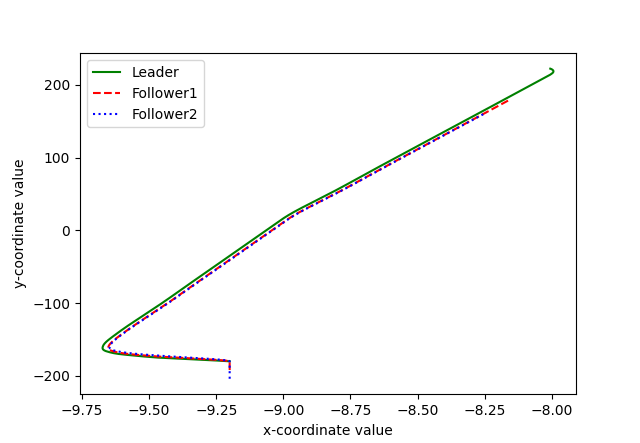 Leader
Follower1
Follower2
200
100
0
−100
−200
y-coordinate value
−9.75 −9.50 −9.25 −9.00 −8.75 −8.50 −8.25 −8.00
x-coordinate value